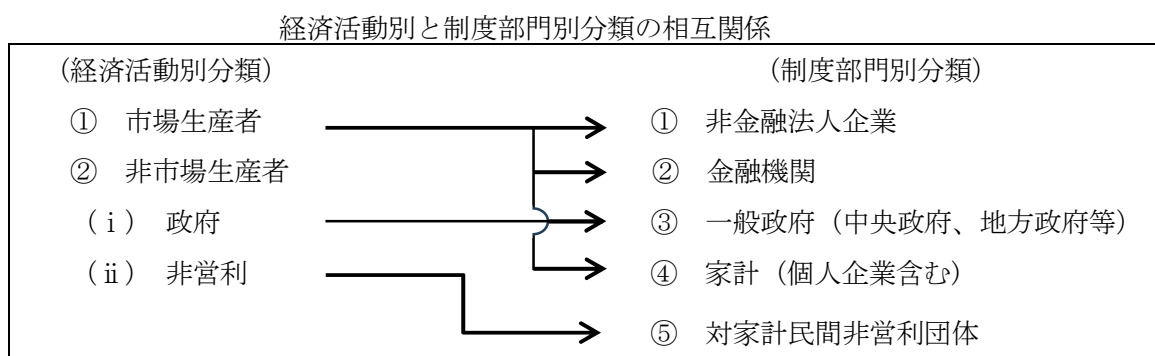 経済活動別と制度部門別分類の相互関係
(経済活動別分類) (制度部門別分類)
① 市場生産者 ① 非金融法人企業
② 非市場生産者 ② 金融機関
(ⅰ) 政府 ③ 一般政府（中央政府、地方政府等）
(ⅱ) 非営利 ④ 家計（個人企業含む）
⑤ 対家計民間非営利団体